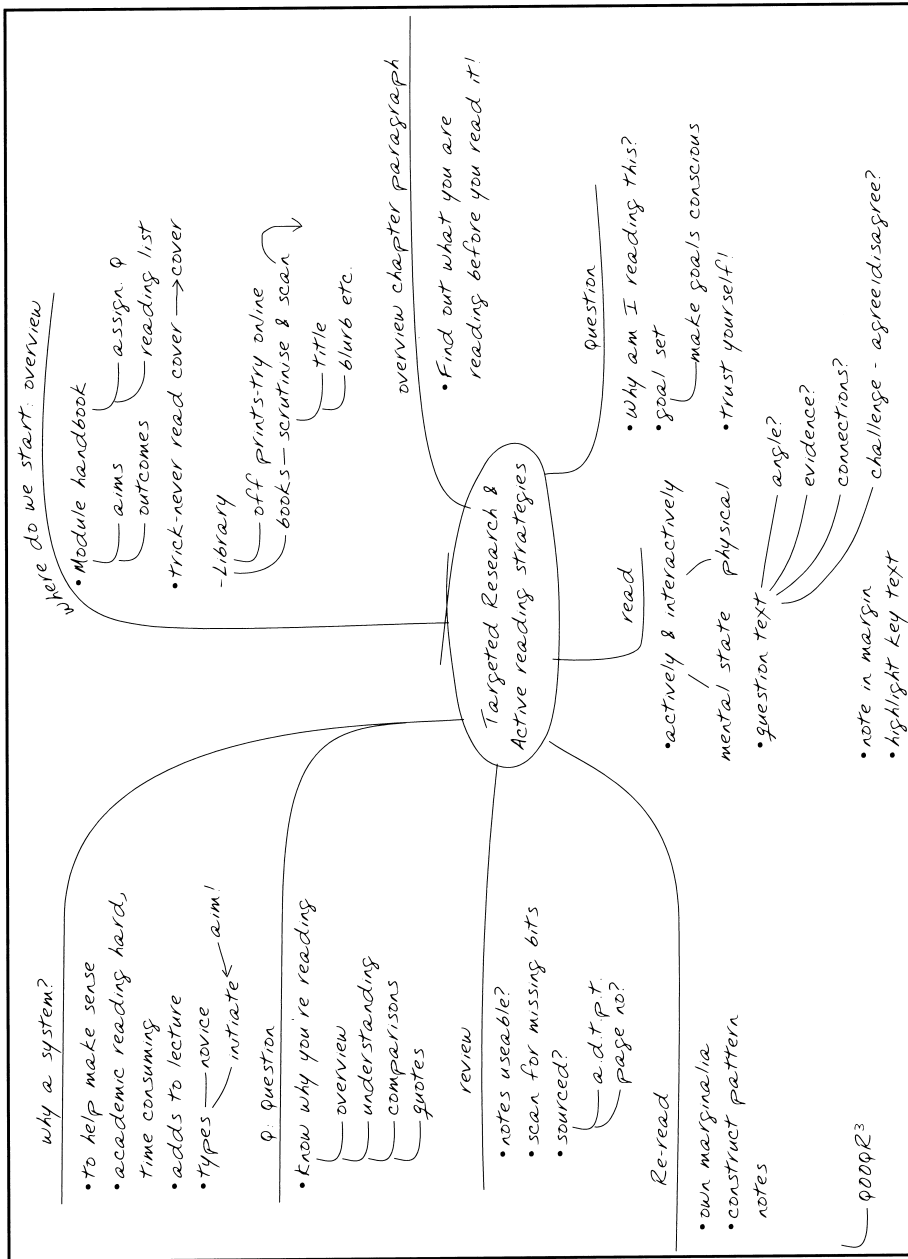 why a system?
• to help make sense
• academic reading hard,
time consuming
• adds to lecture
• types — novice
initiate ← aim!
Q: Question
• Know why you're reading
overview
understanding
comparisons
quotes
review
• notes useable?
• scan for missing bits
• sourced?
a.d.t.p.t.
page no?
Re-read
• own marginalia
• construct pattern
notes
QOOQR³
where do we start: overview
• Module handbook
aims
outcomes
assign. Q
reading list
• trick-never read cover → cover
-Library
off prints-try online
books — scrutinise & scan
title
blurb etc.
overview chapter paragraph
• Find out what you are
reading before you read it!
Question
• Why am I reading this?
• goal set
make goals conscious
• trust yourself!
Targeted Research &
Active reading strategies
read
• actively & interactively
mental state physical
• question text
angle?
evidence?
connections?
challenge - agree|disagree?
• note in margin
• highlight key text